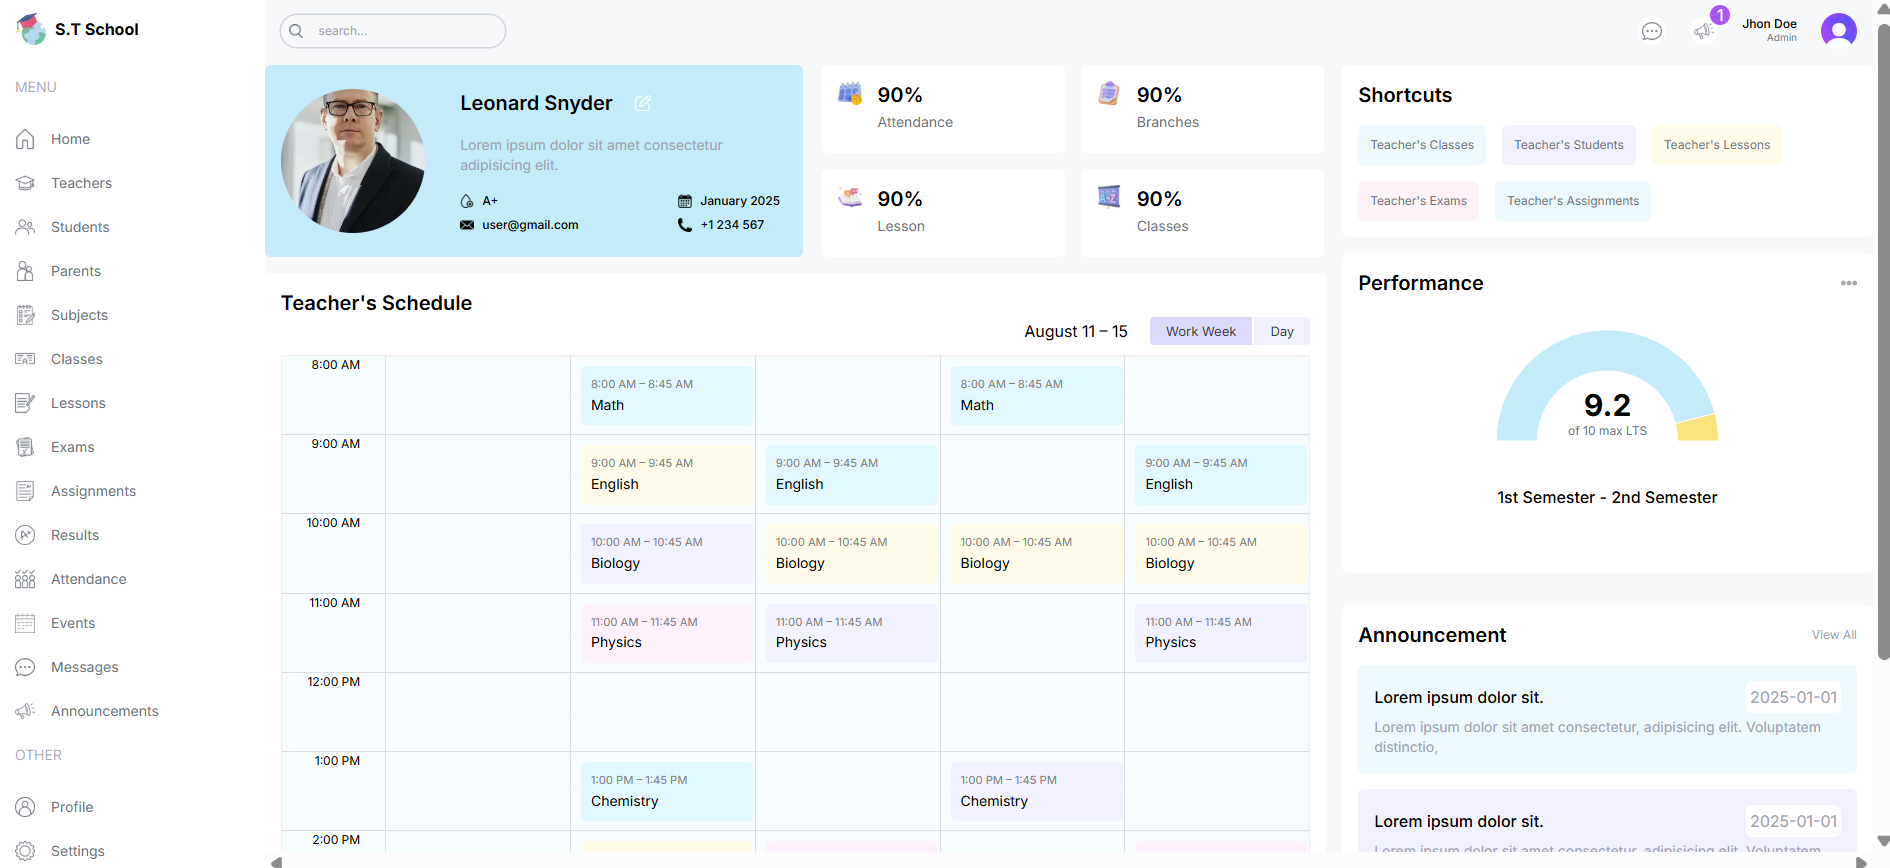 S.T School
MENU
Home
Teachers
Students
Parents
Subjects
Classes
Lessons
Exams
Assignments
Results
Attendance
Events
Messages
Announcements
OTHER
Profile
Settings
search...
1
Jhon Doe
Admin
Leonard Snyder
Lorem ipsum dolor sit amet consectetur
adipisicing elit.
A+
January 2025
user@gmail.com
+1 234 567
90%
Attendance
90%
Branches
90%
Lesson
90%
Classes
Teacher's Schedule
August 11 – 15
Work Week
Day
8:00 AM
8:00 AM – 8:45 AM
Math
8:00 AM – 8:45 AM
Math
9:00 AM
9:00 AM – 9:45 AM
English
9:00 AM – 9:45 AM
English
9:00 AM – 9:45 AM
English
10:00 AM
10:00 AM – 10:45 AM
Biology
10:00 AM – 10:45 AM
Biology
10:00 AM – 10:45 AM
Biology
10:00 AM – 10:45 AM
Biology
11:00 AM
11:00 AM – 11:45 AM
Physics
11:00 AM – 11:45 AM
Physics
11:00 AM – 11:45 AM
Physics
12:00 PM
1:00 PM
1:00 PM – 1:45 PM
Chemistry
1:00 PM – 1:45 PM
Chemistry
2:00 PM
Shortcuts
Teacher's Classes
Teacher's Students
Teacher's Lessons
Teacher's Exams
Teacher's Assignments
Performance
9.2
of 10 max LTS
1st Semester - 2nd Semester
Announcement
View All
Lorem ipsum dolor sit.
2025-01-01
Lorem ipsum dolor sit amet consectetur, adipisicing elit. Voluptatem
distinctio,
Lorem ipsum dolor sit.
2025-01-01
Lorem ipsum dolor sit amet consectetur, adipisicing elit. Voluptatem